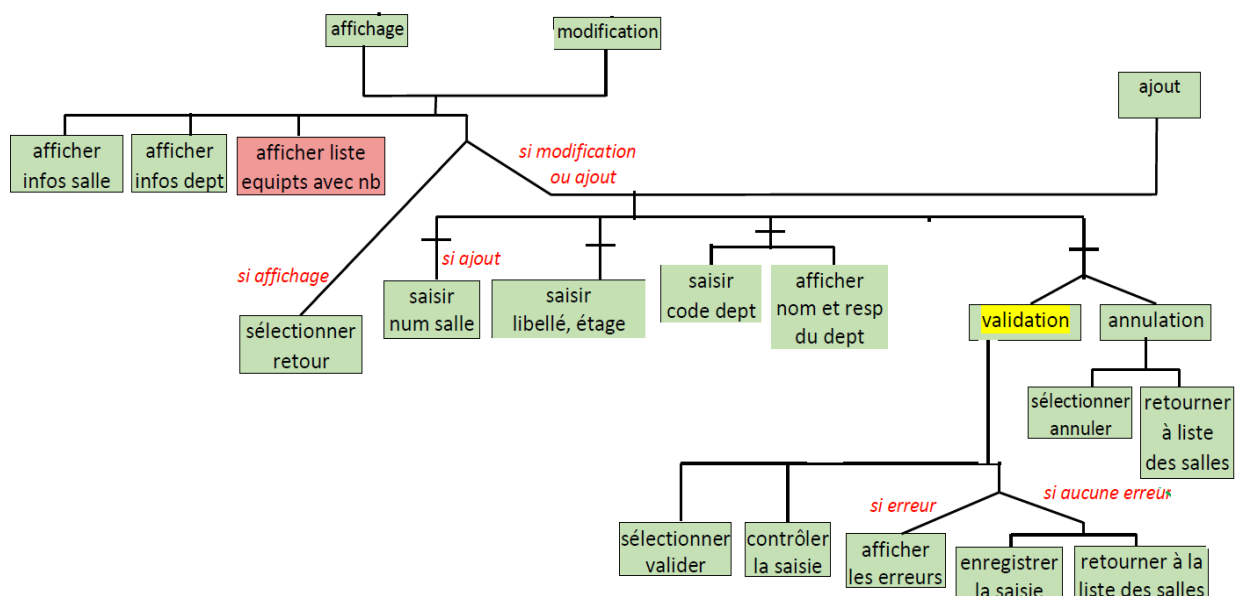 affichage
modification
ajout
afficher
infos salle
afficher
infos dept
afficher liste
equipts avec nb
si modification
ou ajout
si affichage
si ajout
sélectionner
retour
saisir
num salle
saisir
libellé, étage
saisir
code dept
afficher
nom et resp
du dept
validation
annulation
sélectionner
annuler
retourner
à liste
des salles
si erreur
si aucune erreur
sélectionner
valider
contrôler
la saisie
afficher
les erreurs
enregistrer
la saisie
retourner à la
liste des salles